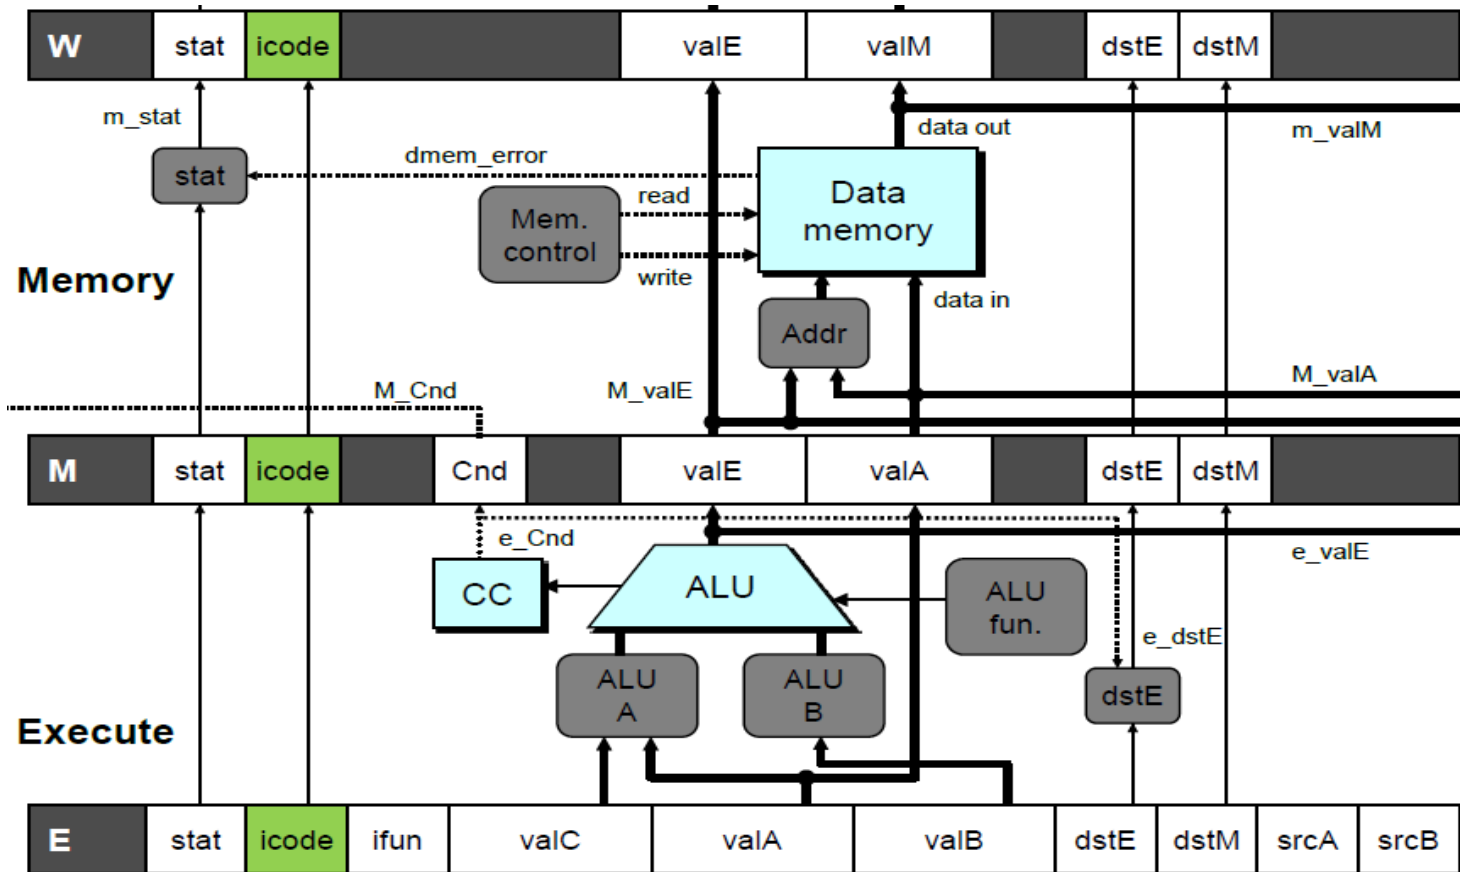 W stat icode valE valM dstE dstM
m_stat
data out
m_valM
stat
dmem_error
read
Mem.
control
write
Data
memory
Memory
data in
Addr
M_Cnd
M_valE
M_valA
M stat icode Cnd valE valA dstE dstM
e_Cnd
e_valE
CC
ALU
ALU
fun.
e_dstE
ALU
A
ALU
B
dstE
Execute
E stat icode ifun valC valA valB dstE dstM srcA srcB